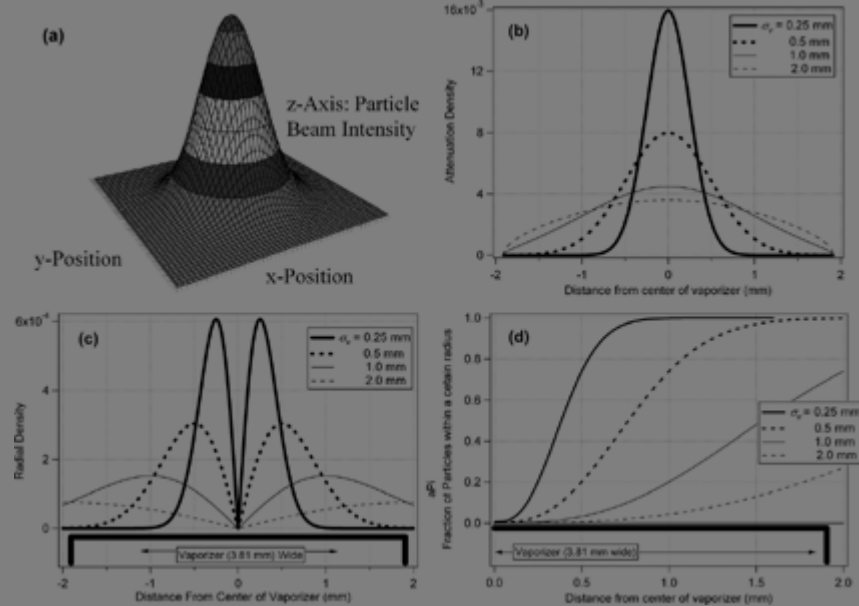 (a)
z-Axis: Particle
Beam Intensity
y-Position
x-Position
(b)
16x10⁻³
12
8
4
0
Attenuation Density
σᵥ = 0.25 mm
0.5 mm
1.0 mm
2.0 mm
-2
-1
0
1
2
Distance from center of vaporizer (mm)
(c)
4
2
0
Radial Density
σᵥ = 0.25 mm
0.5 mm
1.0 mm
2.0 mm
Vaporizer (3.81 mm) Wide
-2
-1
0
1
2
Distance From Center of Vaporizer (mm)
(d)
1.0
0.8
0.6
0.4
0.2
0.0
aPi
Fraction of Particles within a cetain radius
σᵥ = 0.25 mm
0.5 mm
1.0 mm
2.0 mm
Vaporizer (3.81 mm wide)
0.0
0.5
1.0
1.5
2.0
Distance from center of vaporizer (mm)